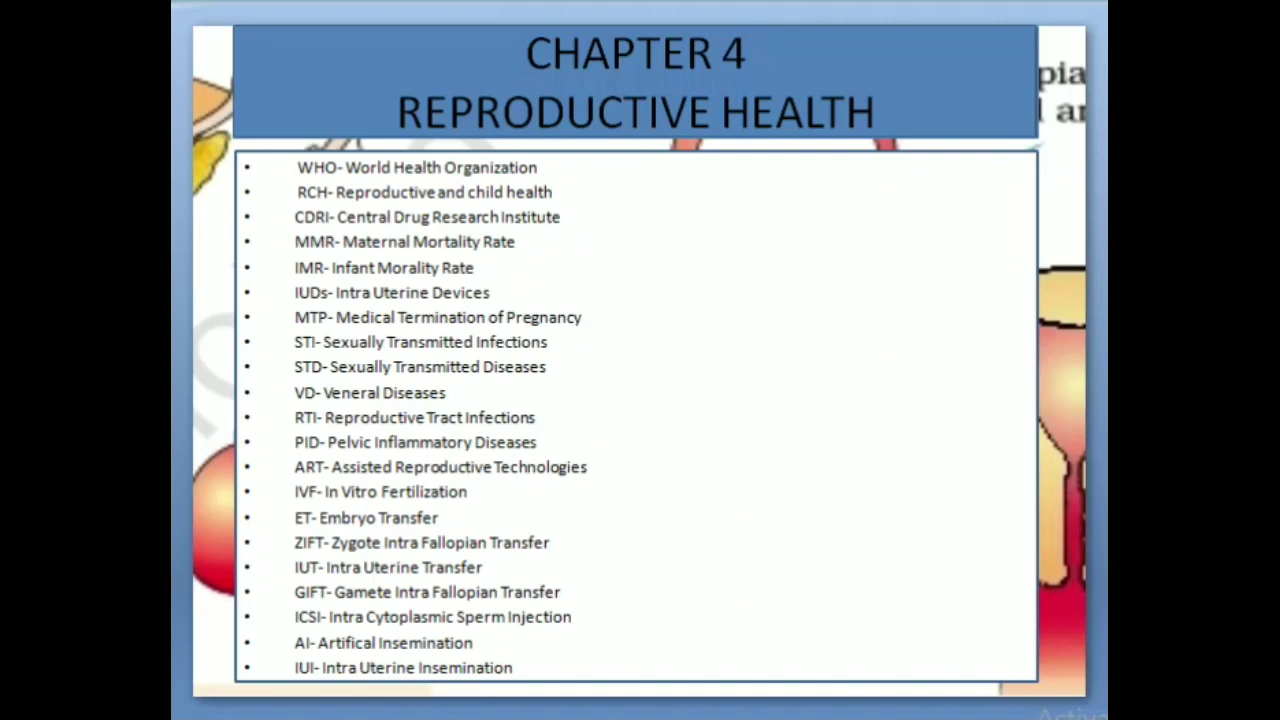 CHAPTER 4
REPRODUCTIVE HEALTH
pia
l ar
• WHO- World Health Organization
• RCH- Reproductive and child health
• CDRI- Central Drug Research Institute
• MMR- Maternal Mortality Rate
• IMR- Infant Morality Rate
• IUDs- Intra Uterine Devices
• MTP- Medical Termination of Pregnancy
• STI- Sexually Transmitted Infections
• STD- Sexually Transmitted Diseases
• VD- Veneral Diseases
• RTI- Reproductive Tract Infections
• PID- Pelvic Inflammatory Diseases
• ART- Assisted Reproductive Technologies
• IVF- In Vitro Fertilization
• ET- Embryo Transfer
• ZIFT- Zygote Intra Fallopian Transfer
• IUT- Intra Uterine Transfer
• GIFT- Gamete Intra Fallopian Transfer
• ICSI- Intra Cytoplasmic Sperm Injection
• AI- Artifical Insemination
• IUI- Intra Uterine Insemination